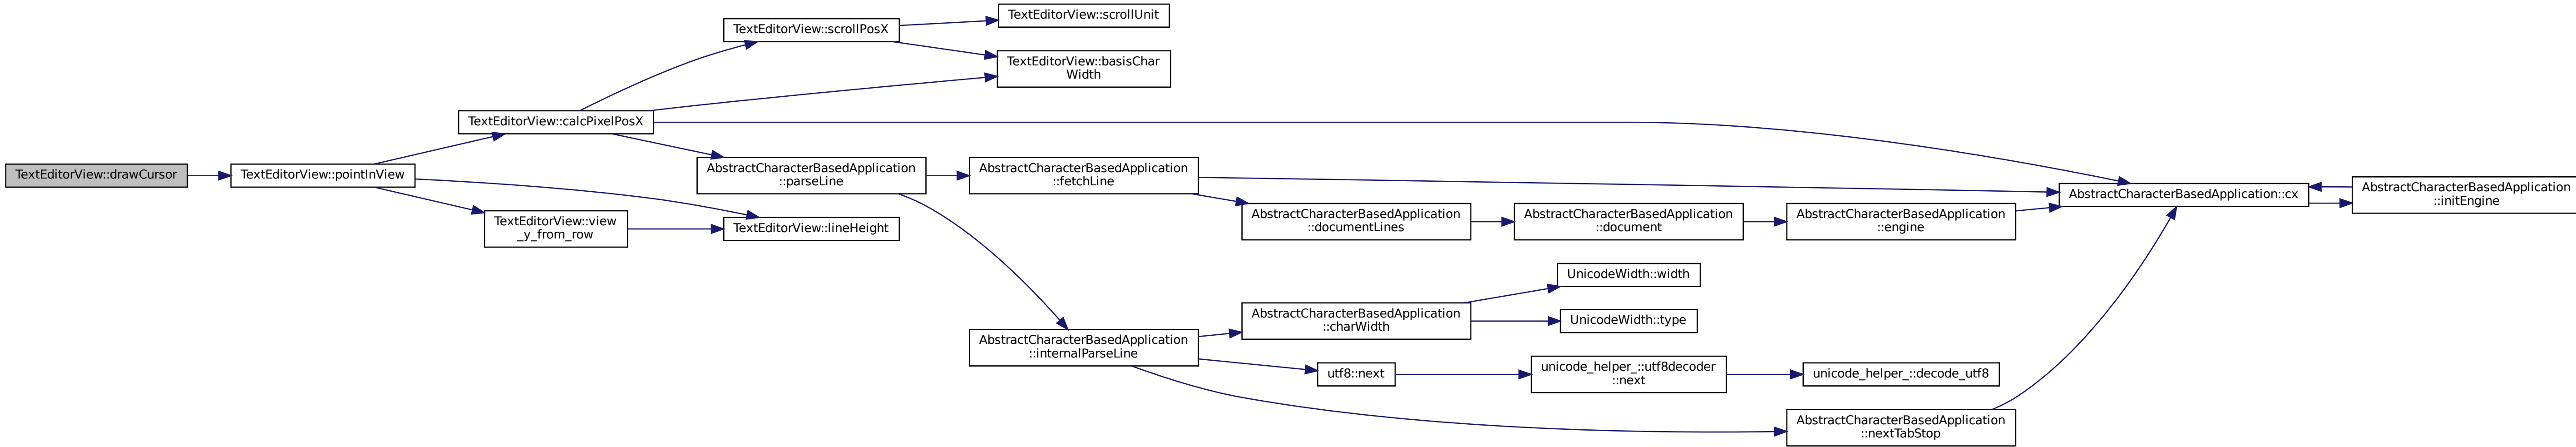 TextEditorView::drawCursor
TextEditorView::pointInView
TextEditorView::calcPixelPosX
TextEditorView::view
_y_from_row
TextEditorView::scrollPosX
AbstractCharacterBasedApplication
::parseLine
TextEditorView::lineHeight
TextEditorView::scrollUnit
TextEditorView::basisChar
Width
AbstractCharacterBasedApplication
::fetchLine
AbstractCharacterBasedApplication
::internalParseLine
AbstractCharacterBasedApplication
::documentLines
AbstractCharacterBasedApplication
::charWidth
utf8::next
AbstractCharacterBasedApplication
::document
UnicodeWidth::width
UnicodeWidth::type
unicode_helper_::utf8decoder
::next
AbstractCharacterBasedApplication
::engine
unicode_helper_::decode_utf8
AbstractCharacterBasedApplication
::nextTabStop
AbstractCharacterBasedApplication::cx
AbstractCharacterBasedApplication
::initEngine